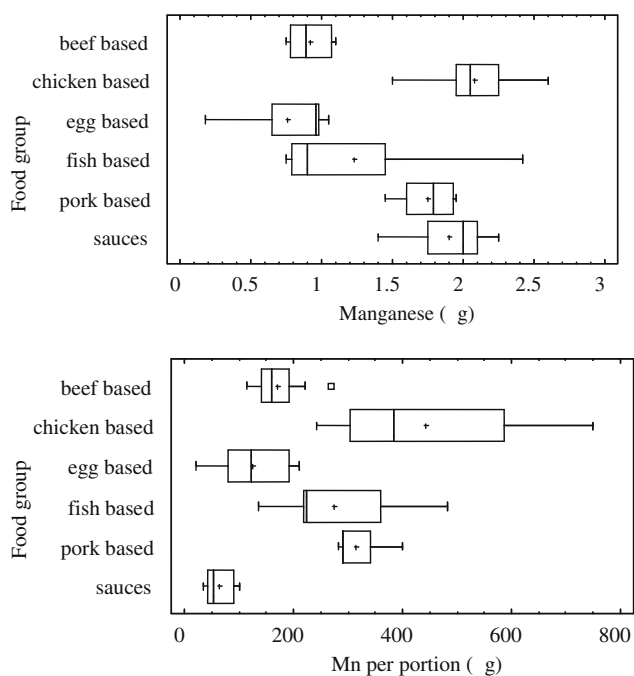 beef based
chicken based
egg based
fish based
pork based
sauces
Food group
0 0.5 1 1.5 2 2.5 3
Manganese ( g)
beef based
chicken based
egg based
fish based
pork based
sauces
Food group
0 200 400 600 800
Mn per portion ( g)